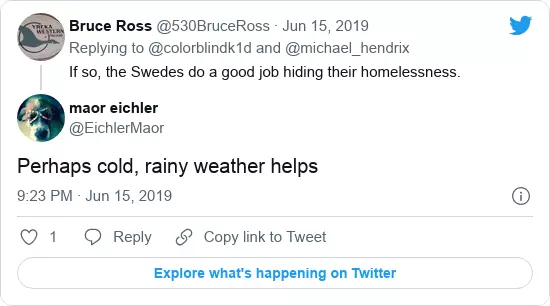 YREKA
WESTERN
Bruce Ross @530BruceRoss · Jun 15, 2019
Replying to @colorblindk1d and @michael_hendrix
If so, the Swedes do a good job hiding their homelessness.
maor eichler
@EichlerMaor
Perhaps cold, rainy weather helps
9:23 PM · Jun 15, 2019
1 Reply Copy link to Tweet
Explore what's happening on Twitter